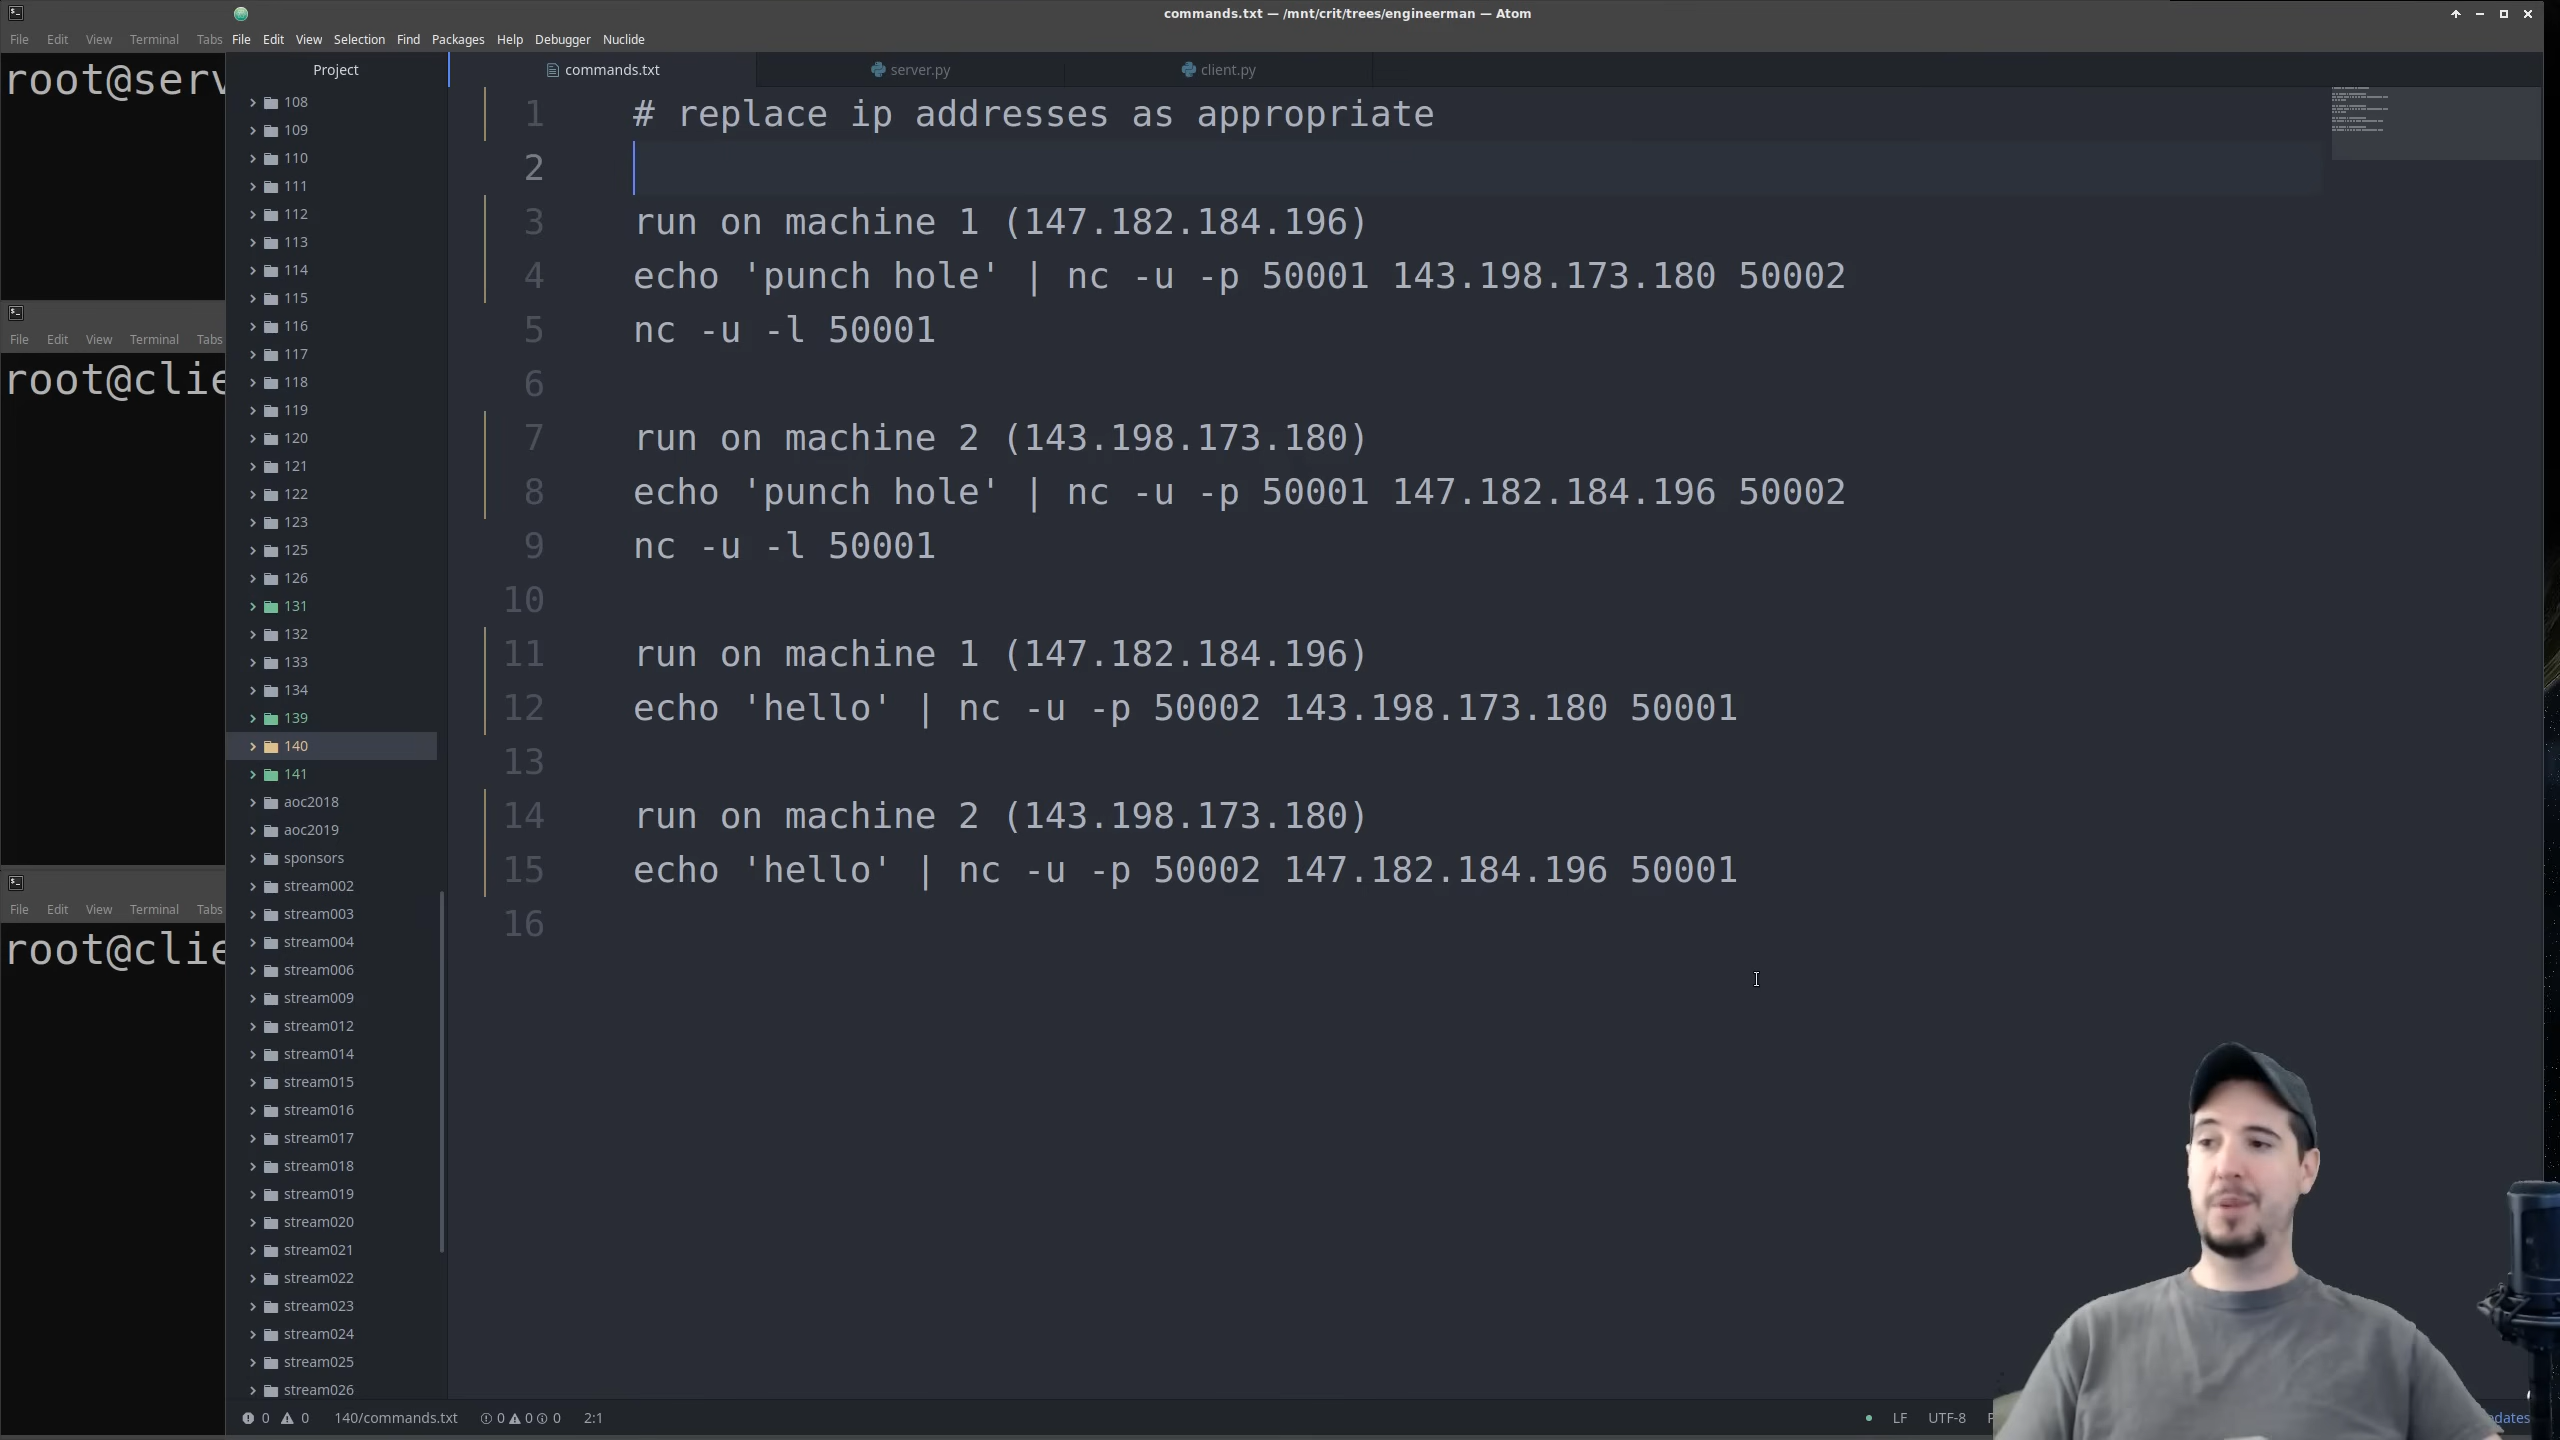 commands.txt — /mnt/crit/trees/engineerman — Atom
File Edit View Terminal Tabs
File Edit View Selection Find Packages Help Debugger Nuclide
root@serv
File Edit View Terminal Tabs
root@clie
File Edit View Terminal Tabs
root@clie
Project
108
109
110
111
112
113
114
115
116
117
118
119
120
121
122
123
125
126
131
132
133
134
139
140
141
aoc2018
aoc2019
sponsors
stream002
stream003
stream004
stream006
stream009
stream012
stream014
stream015
stream016
stream017
stream018
stream019
stream020
stream021
stream022
stream023
stream024
stream025
stream026
commands.txt server.py client.py
1 # replace ip addresses as appropriate
2
3 run on machine 1 (147.182.184.196)
4 echo 'punch hole' | nc -u -p 50001 143.198.173.180 50002
5 nc -u -l 50001
6
7 run on machine 2 (143.198.173.180)
8 echo 'punch hole' | nc -u -p 50001 147.182.184.196 50002
9 nc -u -l 50001
10
11 run on machine 1 (147.182.184.196)
12 echo 'hello' | nc -u -p 50002 143.198.173.180 50001
13
14 run on machine 2 (143.198.173.180)
15 echo 'hello' | nc -u -p 50002 147.182.184.196 50001
16
0 0 140/commands.txt 0 0 0 2:1 LF UTF-8